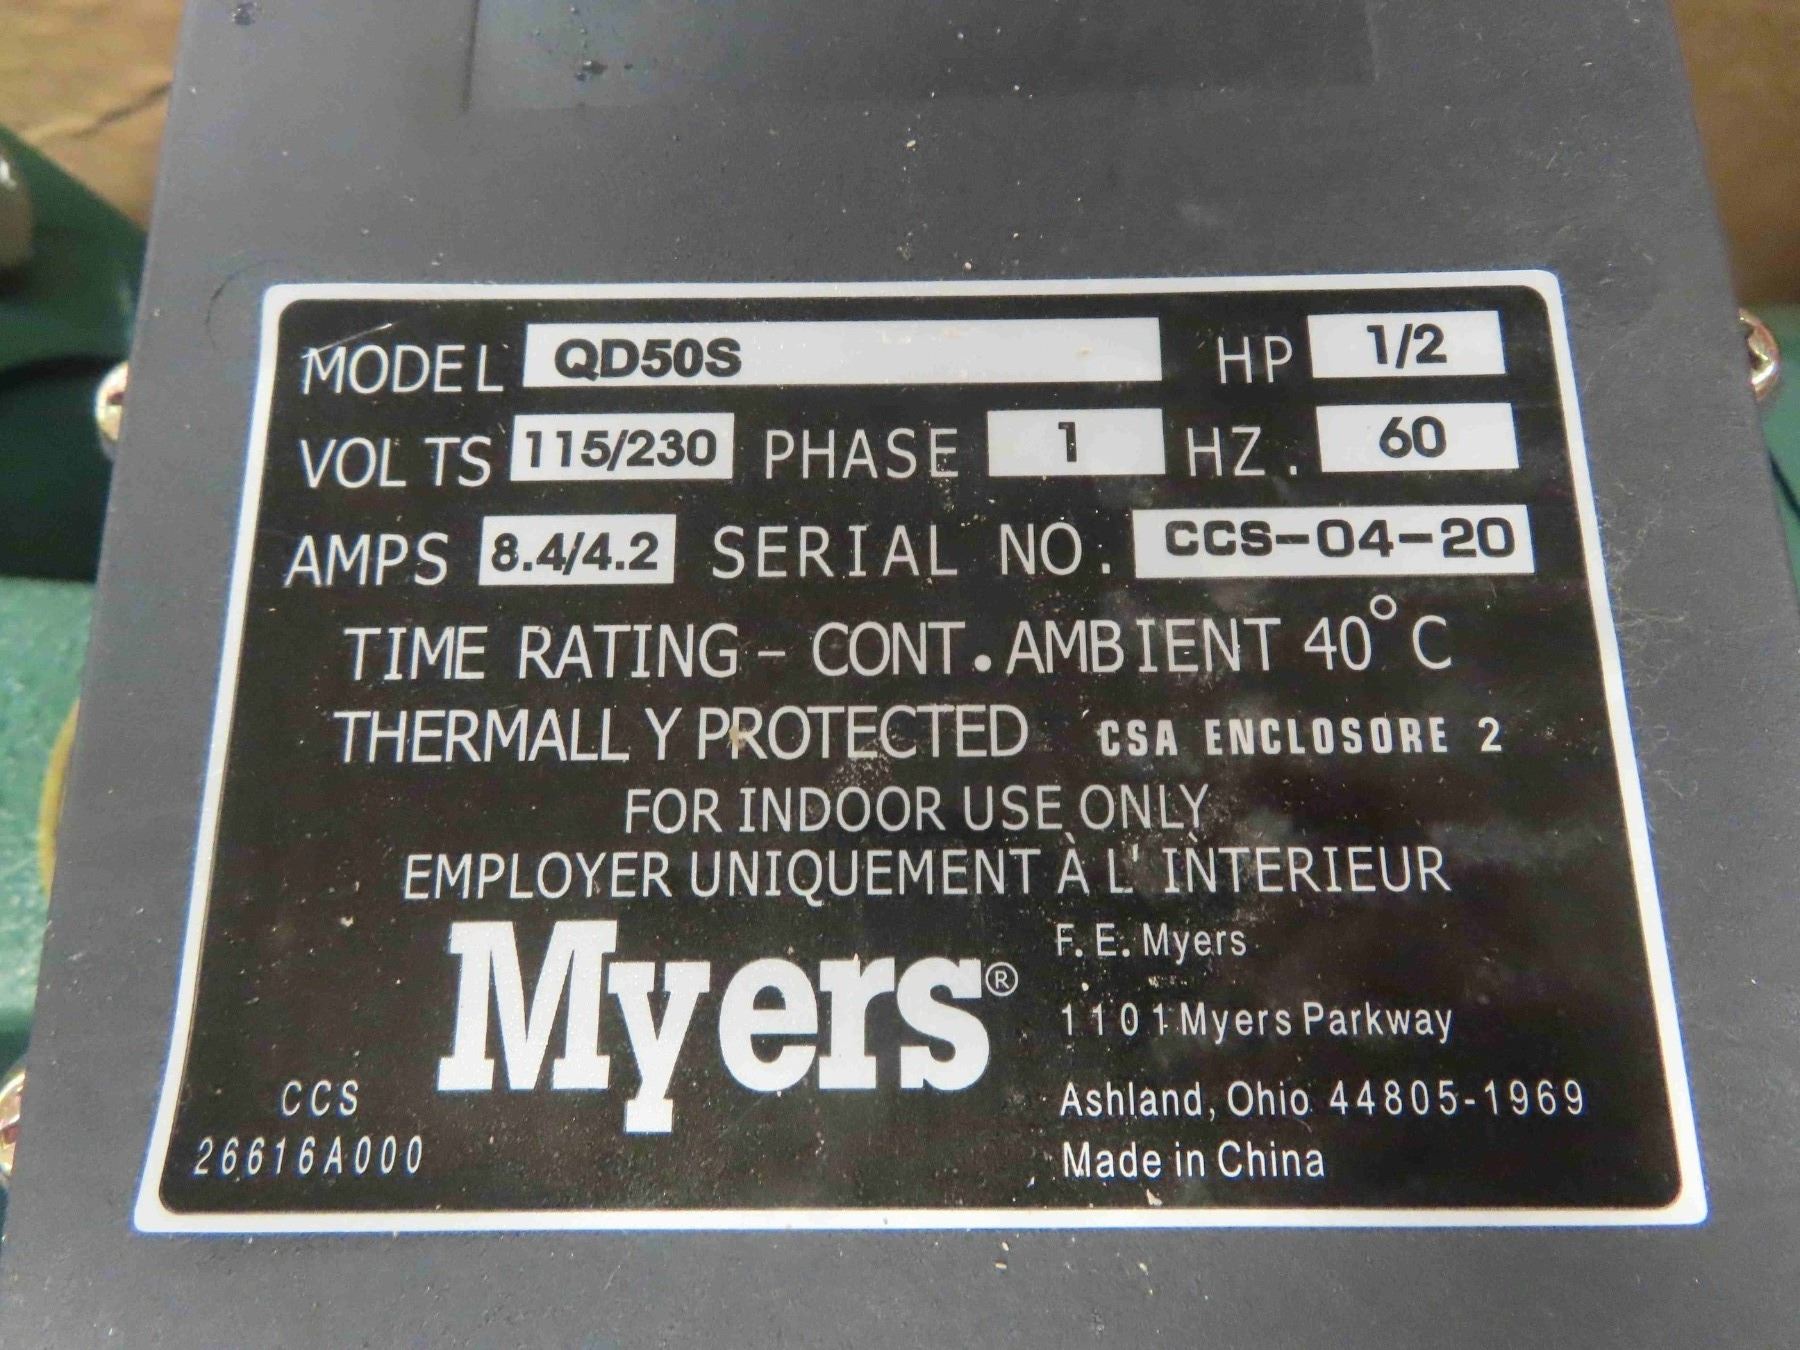 MODEL QD50S HP 1/2
VOLTS 115/230 PHASE 1 HZ. 60
AMPS 8.4/4.2 SERIAL NO. CCS-04-20
TIME RATING - CONT. AMBIENT 40°C
THERMALLY PROTECTED CSA ENCLOSORE 2
FOR INDOOR USE ONLY
EMPLOYER UNIQUEMENT À L' INTERIEUR
Myers®
F. E. Myers
1101 Myers Parkway
Ashland, Ohio 44805-1969
Made in China
CCS
26616A000